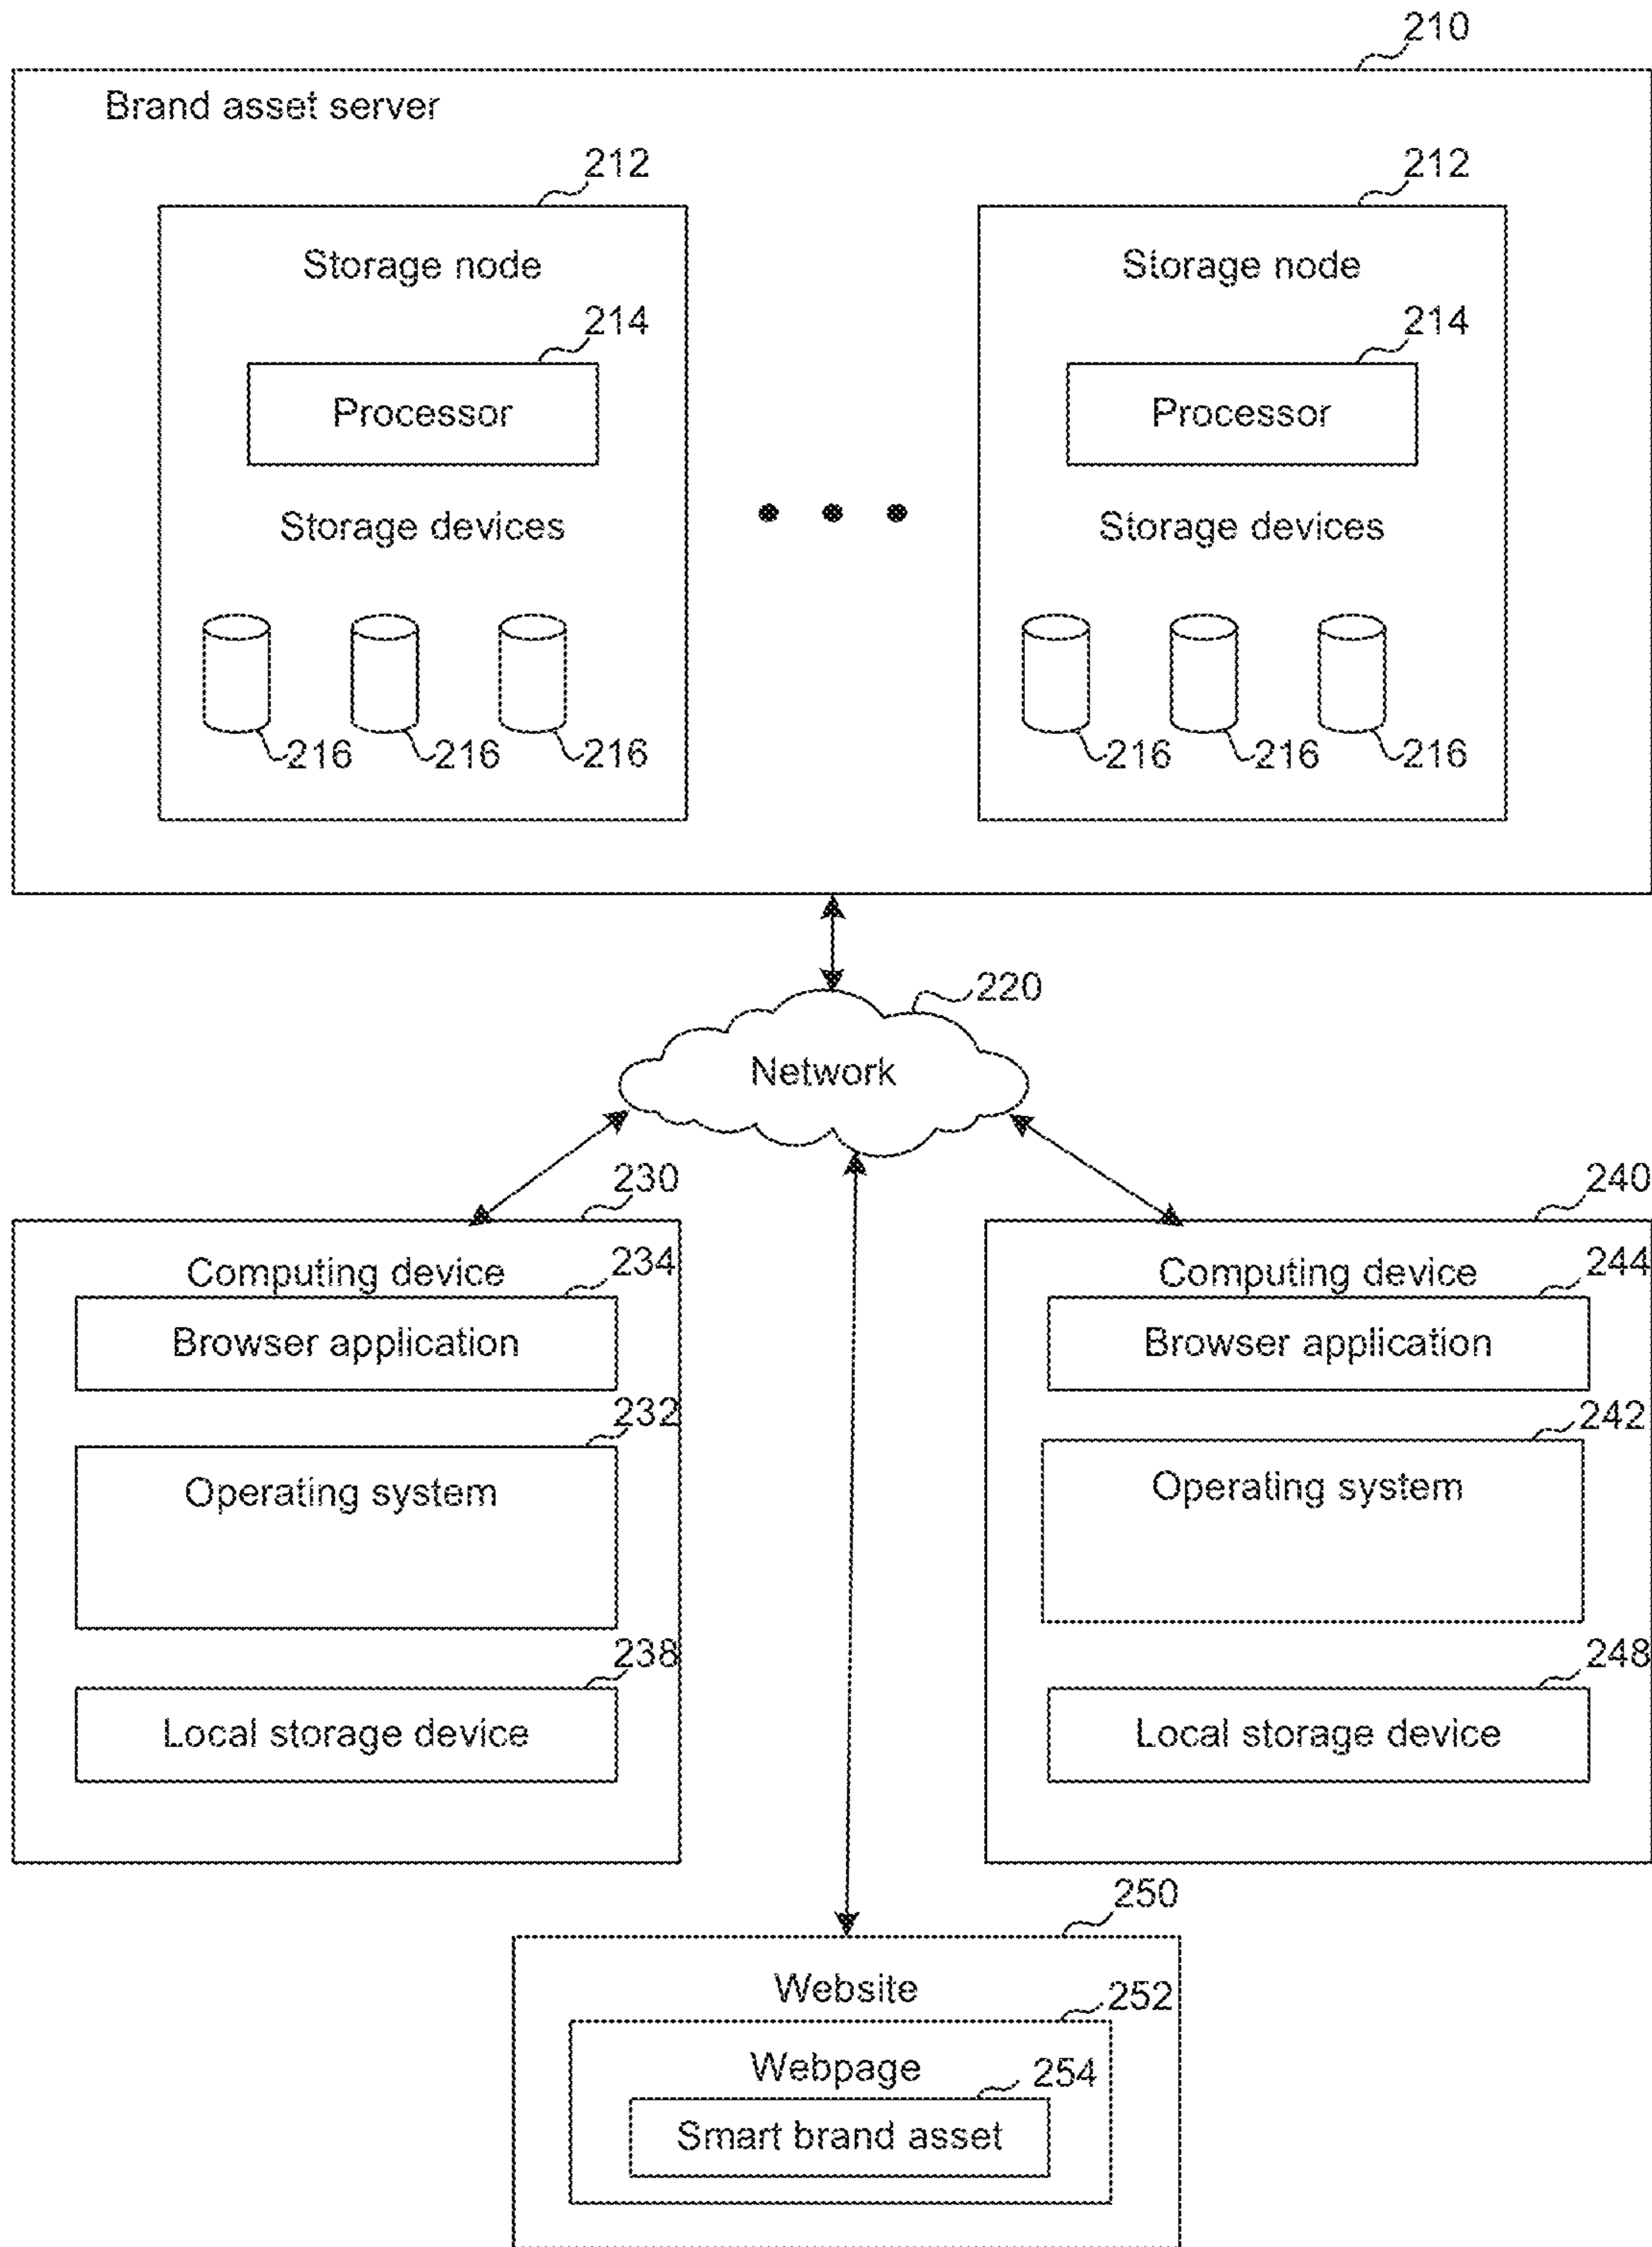 210
Brand asset server
212 212
Storage node Storage node
214 214
Processor Processor
Storage devices Storage devices
216 216 216 216 216 216
220
Network
230 240
Computing device 234 Computing device 244
Browser application Browser application
232 242
Operating system Operating system
238 248
Local storage device Local storage device
250
Website
252
Webpage
254
Smart brand asset